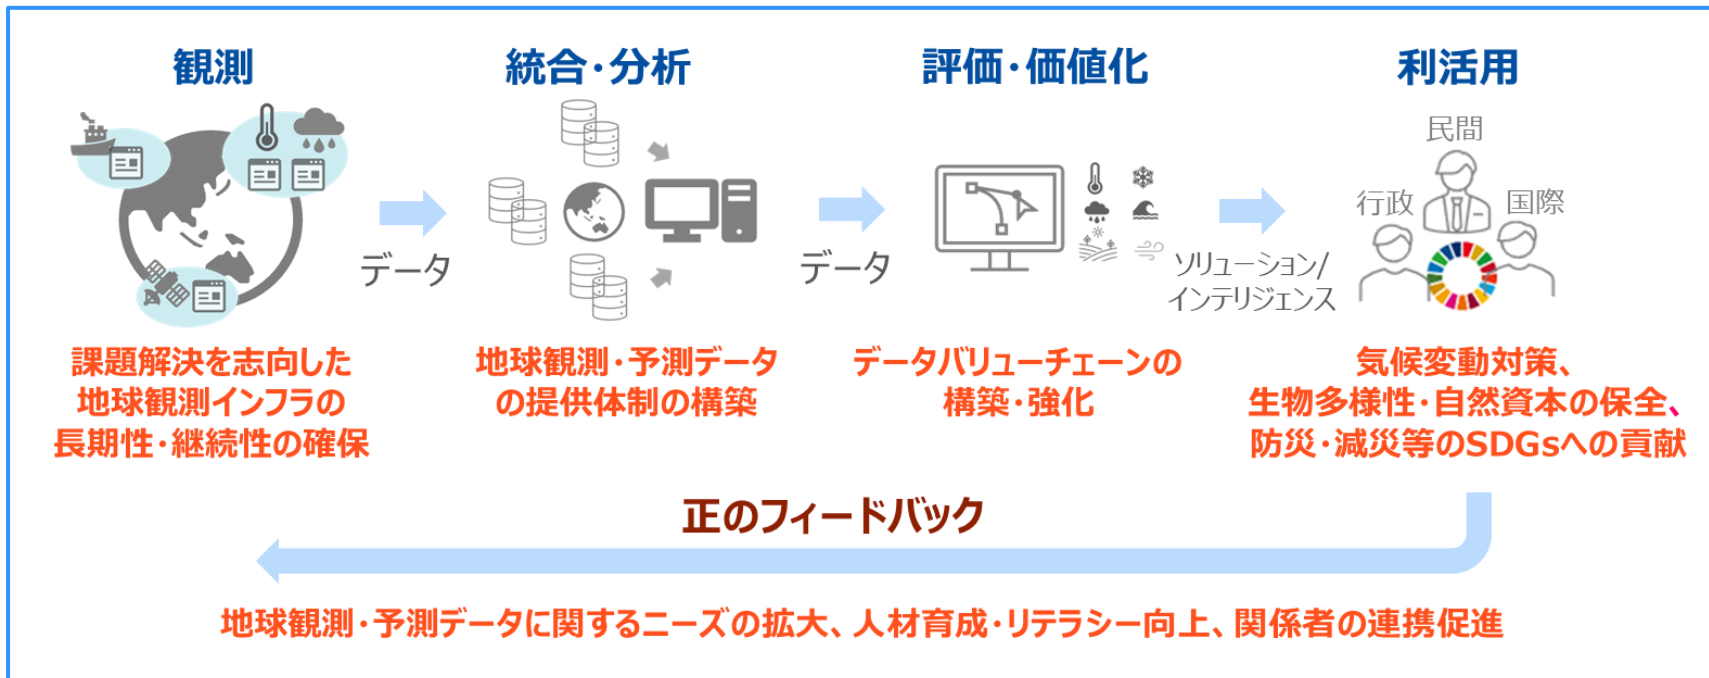 観測
統合・分析
評価・価値化
利活用
民間
行政
国際
データ
データ
ソリューション/
インテリジェンス
課題解決を志向した
地球観測インフラの
長期性・継続性の確保
地球観測・予測データ
の提供体制の構築
データバリューチェーンの
構築・強化
気候変動対策、
生物多様性・自然資本の保全、
防災・減災等のSDGsへの貢献
正のフィードバック
地球観測・予測データに関するニーズの拡大、人材育成・リテラシー向上、関係者の連携促進